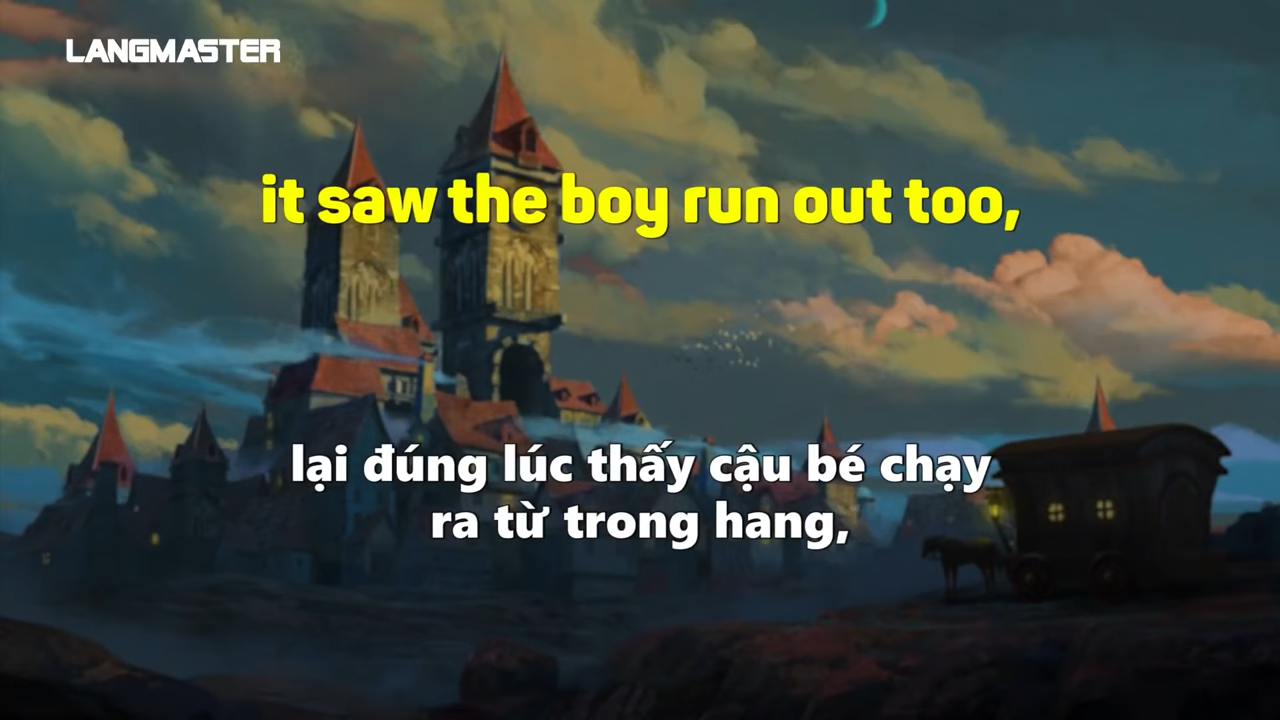 LANGMASTER
it saw the boy run out too,
lại đúng lúc thấy cậu bé chạy
ra từ trong hang,